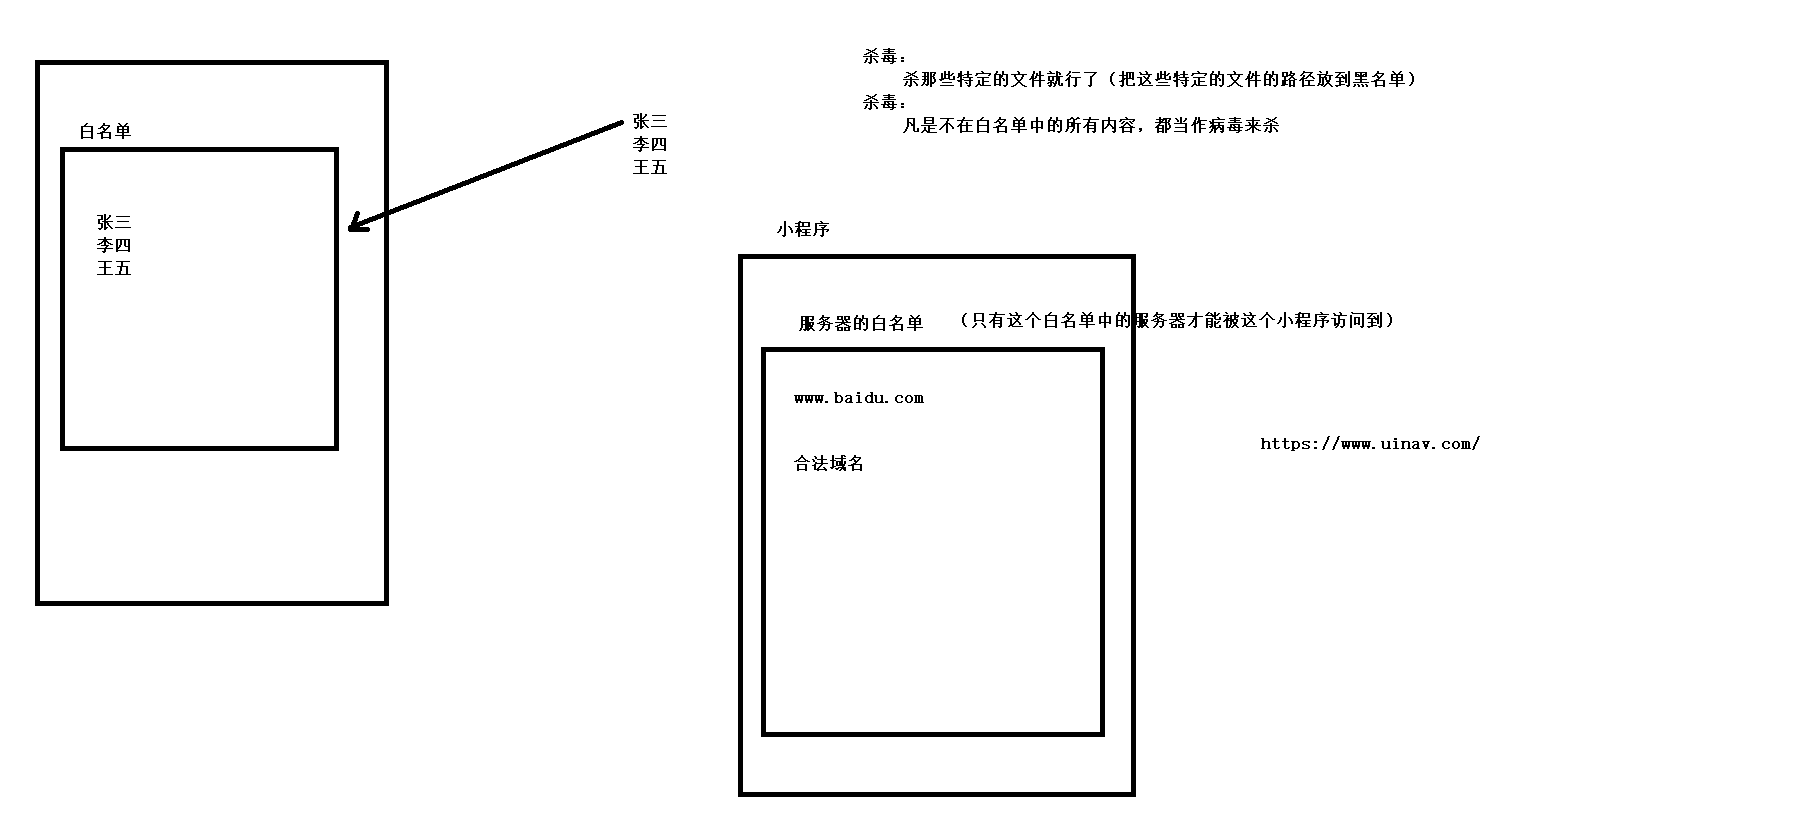 白名单
张三
李四
王五
张三
李四
王五
杀毒：
杀那些特定的文件就行了（把这些特定的文件的路径放到黑名单）
杀毒：
凡是不在白名单中的所有内容，都当作病毒来杀
小程序
服务器的白名单 （只有这个白名单中的服务器才能被这个小程序访问到）
www.baidu.com
合法域名
https://www.uinav.com/